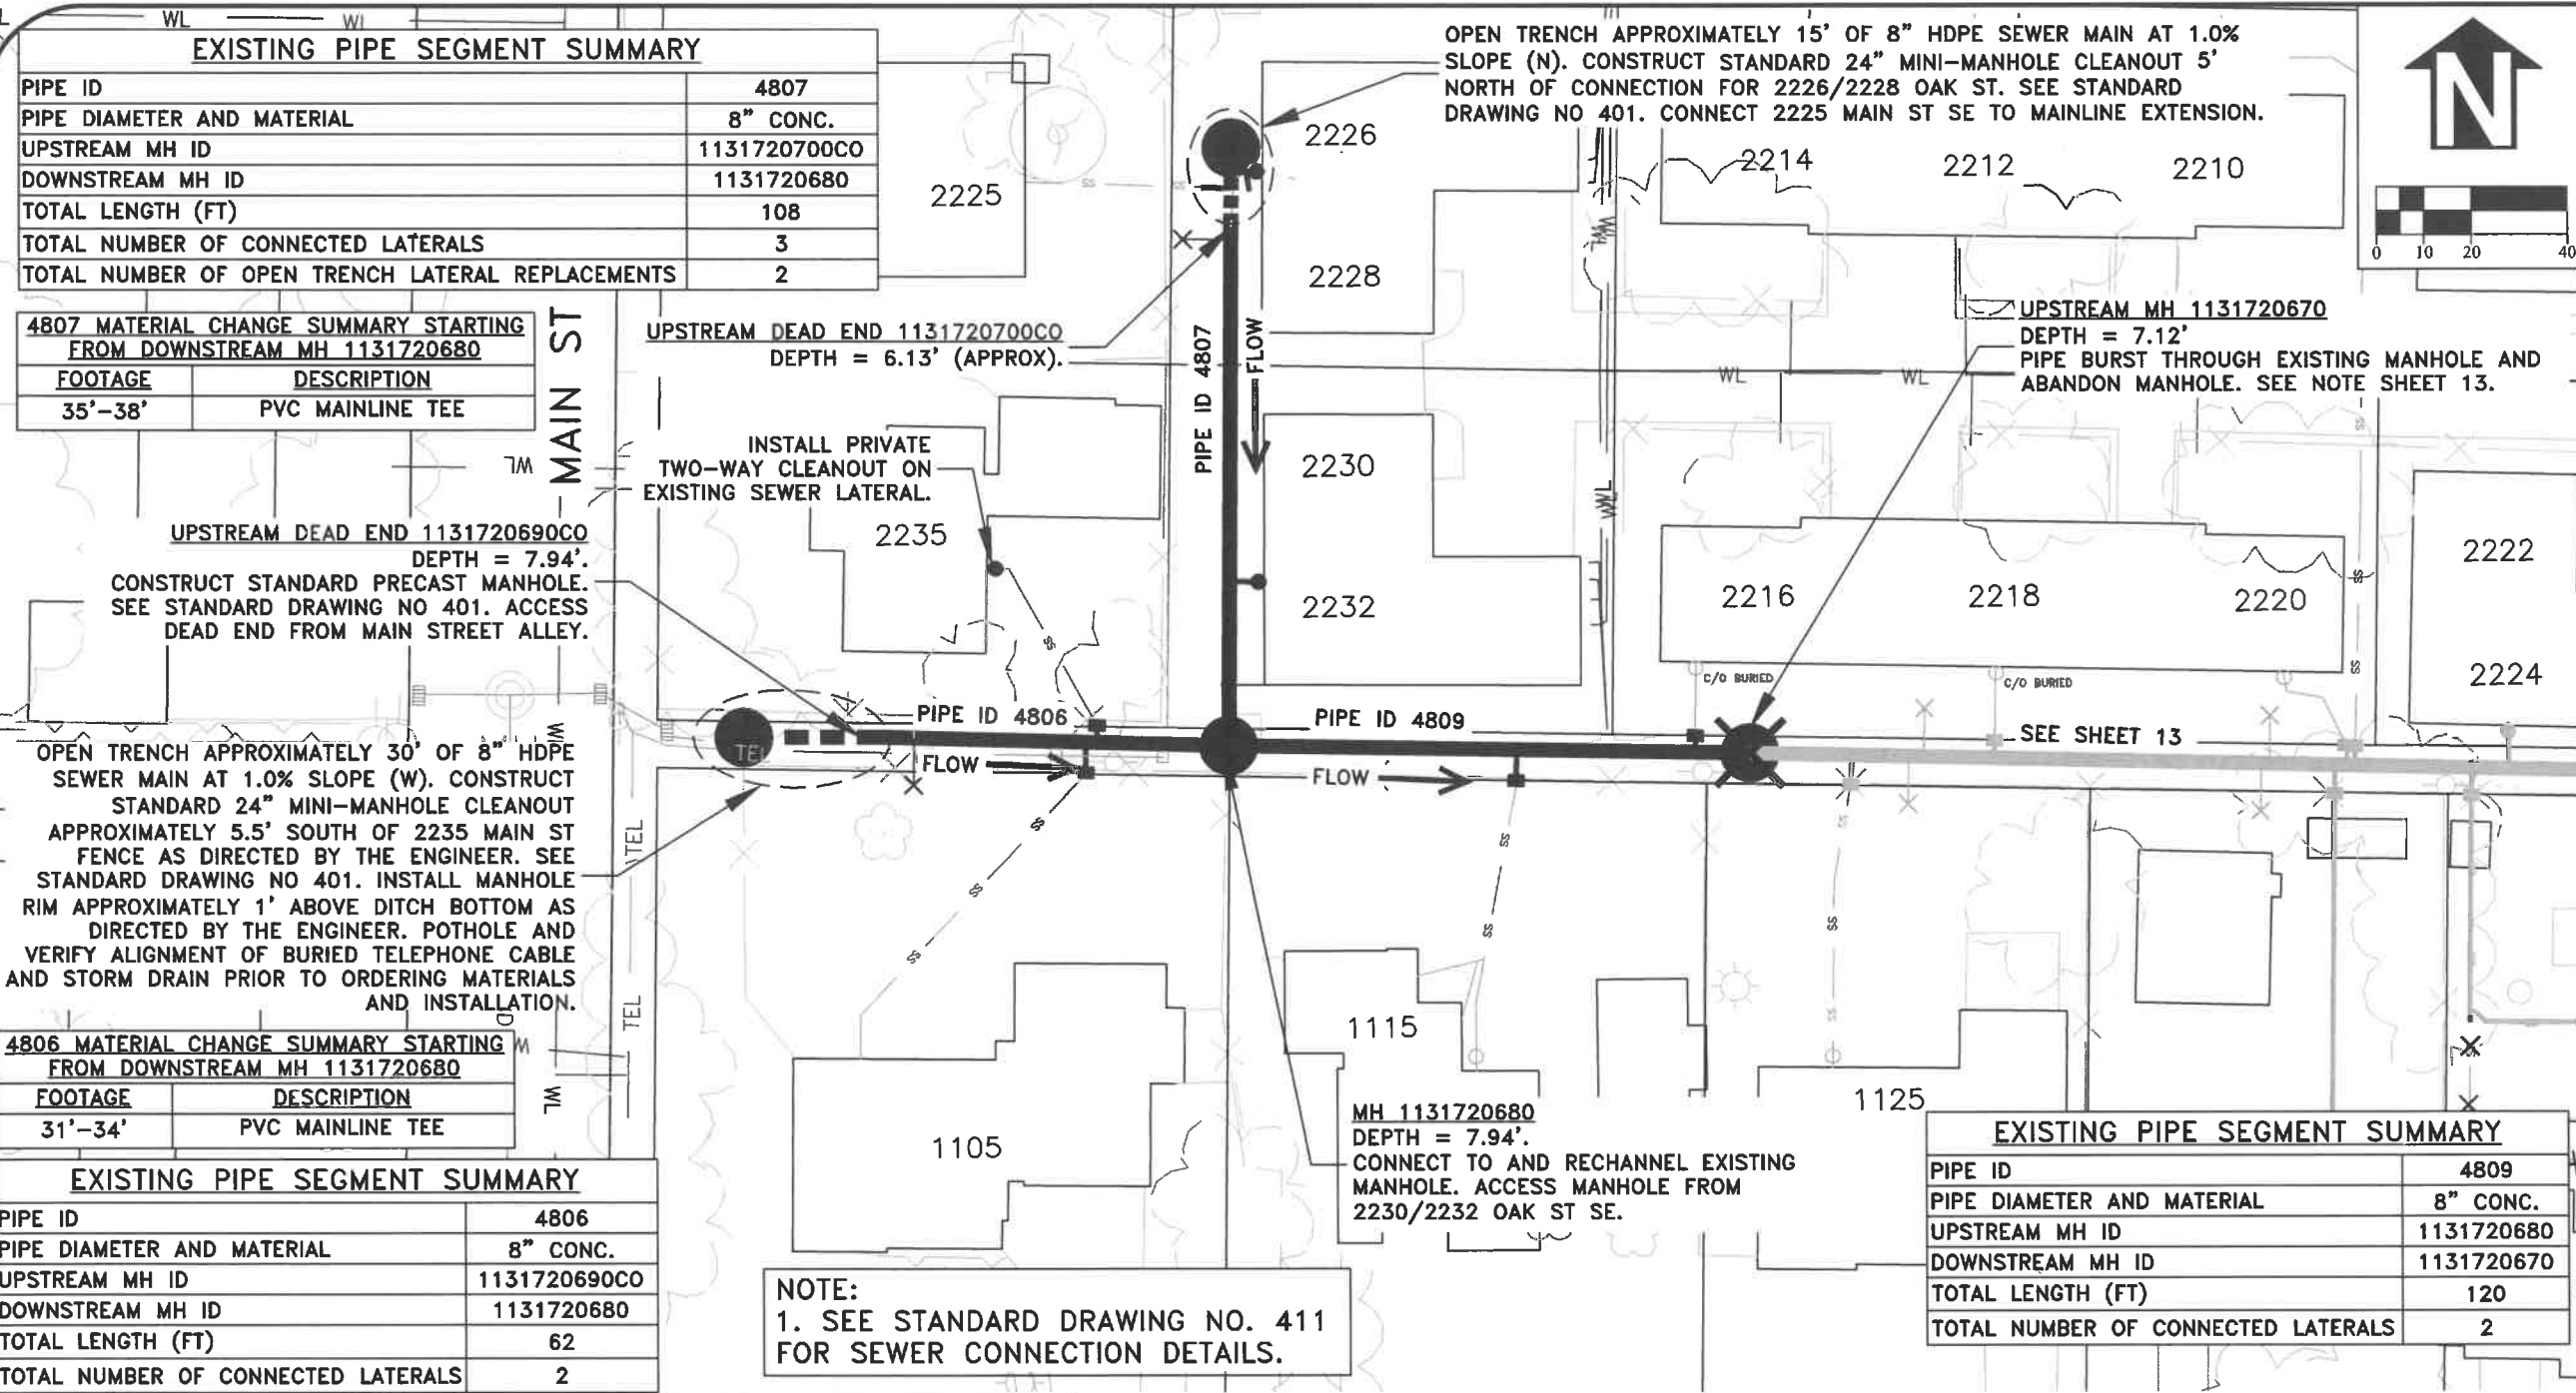 WL
WL
EXISTING PIPE SEGMENT SUMMARY
PIPE ID 4807
PIPE DIAMETER AND MATERIAL 8" CONC.
UPSTREAM MH ID 1131720700CO
DOWNSTREAM MH ID 1131720680
TOTAL LENGTH (FT) 108
TOTAL NUMBER OF CONNECTED LATERALS 3
TOTAL NUMBER OF OPEN TRENCH LATERAL REPLACEMENTS 2
OPEN TRENCH APPROXIMATELY 15' OF 8" HDPE SEWER MAIN AT 1.0%
SLOPE (N). CONSTRUCT STANDARD 24" MINI-MANHOLE CLEANOUT 5'
NORTH OF CONNECTION FOR 2226/2228 OAK ST. SEE STANDARD
DRAWING NO 401. CONNECT 2225 MAIN ST SE TO MAINLINE EXTENSION.
N
0 10 20 40
2225
2226
2228
2214
2212
2210
4807 MATERIAL CHANGE SUMMARY STARTING
FROM DOWNSTREAM MH 1131720680
FOOTAGE DESCRIPTION
35'-38' PVC MAINLINE TEE
MAIN ST
UPSTREAM DEAD END 1131720700CO
DEPTH = 6.13' (APPROX).
PIPE ID 4807
FLOW
UPSTREAM MH 1131720670
DEPTH = 7.12'
PIPE BURST THROUGH EXISTING MANHOLE AND
ABANDON MANHOLE. SEE NOTE SHEET 13.
WL
WL
WL
INSTALL PRIVATE
TWO-WAY CLEANOUT ON
EXISTING SEWER LATERAL.
2235
2230
2232
2216
2218
2220
2222
2224
C/O BURIED
C/O BURIED
UPSTREAM DEAD END 1131720690CO
DEPTH = 7.94'.
CONSTRUCT STANDARD PRECAST MANHOLE.
SEE STANDARD DRAWING NO 401. ACCESS
DEAD END FROM MAIN STREET ALLEY.
PIPE ID 4806
PIPE ID 4809
SEE SHEET 13
TEL
FLOW
FLOW
OPEN TRENCH APPROXIMATELY 30' OF 8" HDPE
SEWER MAIN AT 1.0% SLOPE (W). CONSTRUCT
STANDARD 24" MINI-MANHOLE CLEANOUT
APPROXIMATELY 5.5' SOUTH OF 2235 MAIN ST
FENCE AS DIRECTED BY THE ENGINEER. SEE
STANDARD DRAWING NO 401. INSTALL MANHOLE
RIM APPROXIMATELY 1' ABOVE DITCH BOTTOM AS
DIRECTED BY THE ENGINEER. POTHOLE AND
VERIFY ALIGNMENT OF BURIED TELEPHONE CABLE
AND STORM DRAIN PRIOR TO ORDERING MATERIALS
AND INSTALLATION.
TEL
TEL
SS
SS
SS
SS
SS
SS
SS
4806 MATERIAL CHANGE SUMMARY STARTING
FROM DOWNSTREAM MH 1131720680
FOOTAGE DESCRIPTION
31'-34' PVC MAINLINE TEE
WL
1105
1115
1125
MH 1131720680
DEPTH = 7.94'.
CONNECT TO AND RECHANNEL EXISTING
MANHOLE. ACCESS MANHOLE FROM
2230/2232 OAK ST SE.
EXISTING PIPE SEGMENT SUMMARY
PIPE ID 4806
PIPE DIAMETER AND MATERIAL 8" CONC.
UPSTREAM MH ID 1131720690CO
DOWNSTREAM MH ID 1131720680
TOTAL LENGTH (FT) 62
TOTAL NUMBER OF CONNECTED LATERALS 2
NOTE:
1. SEE STANDARD DRAWING NO. 411
FOR SEWER CONNECTION DETAILS.
EXISTING PIPE SEGMENT SUMMARY
PIPE ID 4809
PIPE DIAMETER AND MATERIAL 8" CONC.
UPSTREAM MH ID 1131720680
DOWNSTREAM MH ID 1131720670
TOTAL LENGTH (FT) 120
TOTAL NUMBER OF CONNECTED LATERALS 2